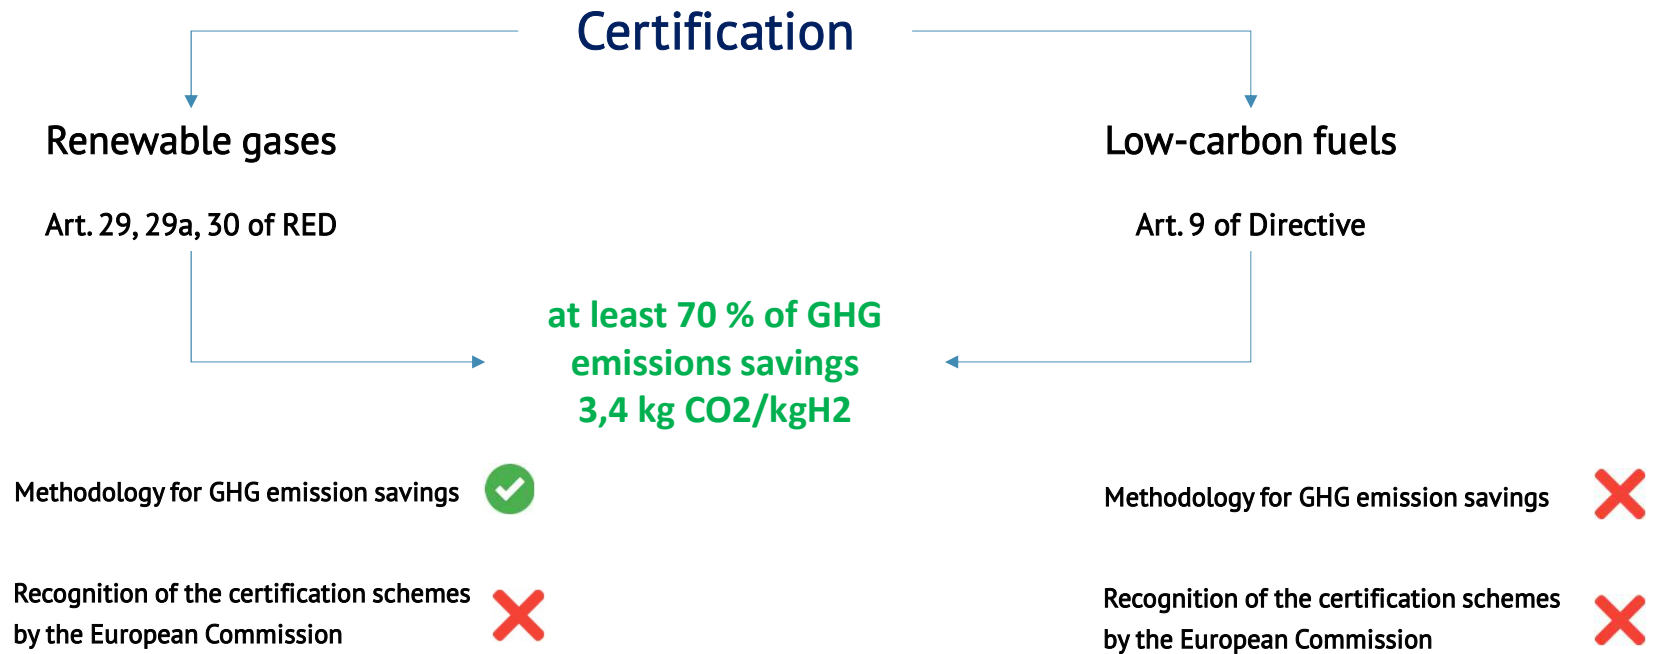 Certification
Renewable gases
Low-carbon fuels
Art. 29, 29a, 30 of RED
Art. 9 of Directive
at least 70 % of GHG
emissions savings
3,4 kg CO2/kgH2
Methodology for GHG emission savings
Methodology for GHG emission savings
Recognition of the certification schemes
by the European Commission
Recognition of the certification schemes
by the European Commission